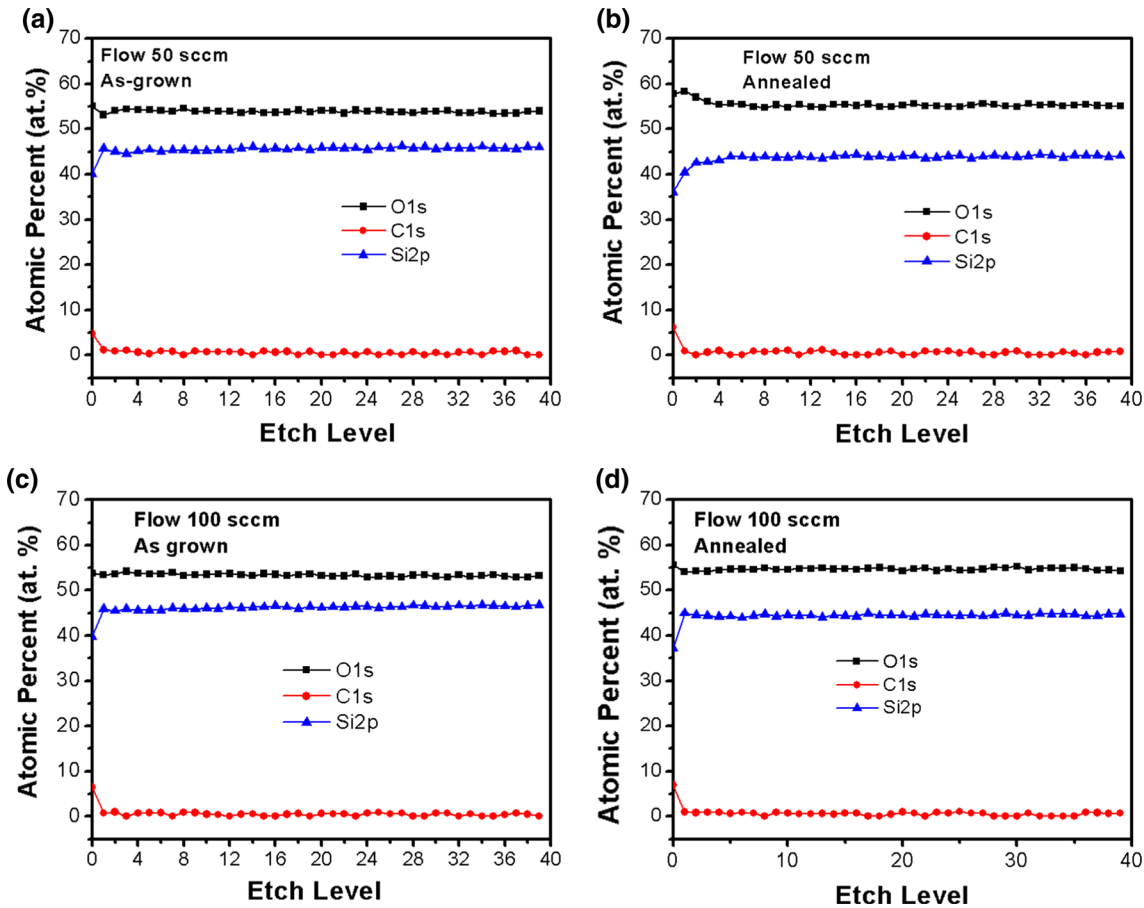 (a)
Flow 50 sccm
As-grown
Atomic Percent (at.%)
70
60
50
40
30
20
10
0
O1s
C1s
Si2p
0 4 8 12 16 20 24 28 32 36 40
Etch Level
(b)
Flow 50 sccm
Annealed
Atomic Percent (at.%)
70
60
50
40
30
20
10
0
O1s
C1s
Si2p
0 4 8 12 16 20 24 28 32 36 40
Etch Level
(c)
Flow 100 sccm
As grown
Atomic Percent (at. %)
70
60
50
40
30
20
10
0
O1s
C1s
Si2p
0 4 8 12 16 20 24 28 32 36 40
Etch Level
(d)
Flow 100 sccm
Annealed
Atomic Percent (at. %)
70
60
50
40
30
20
10
0
O1s
C1s
Si2p
0 10 20 30 40
Etch Level